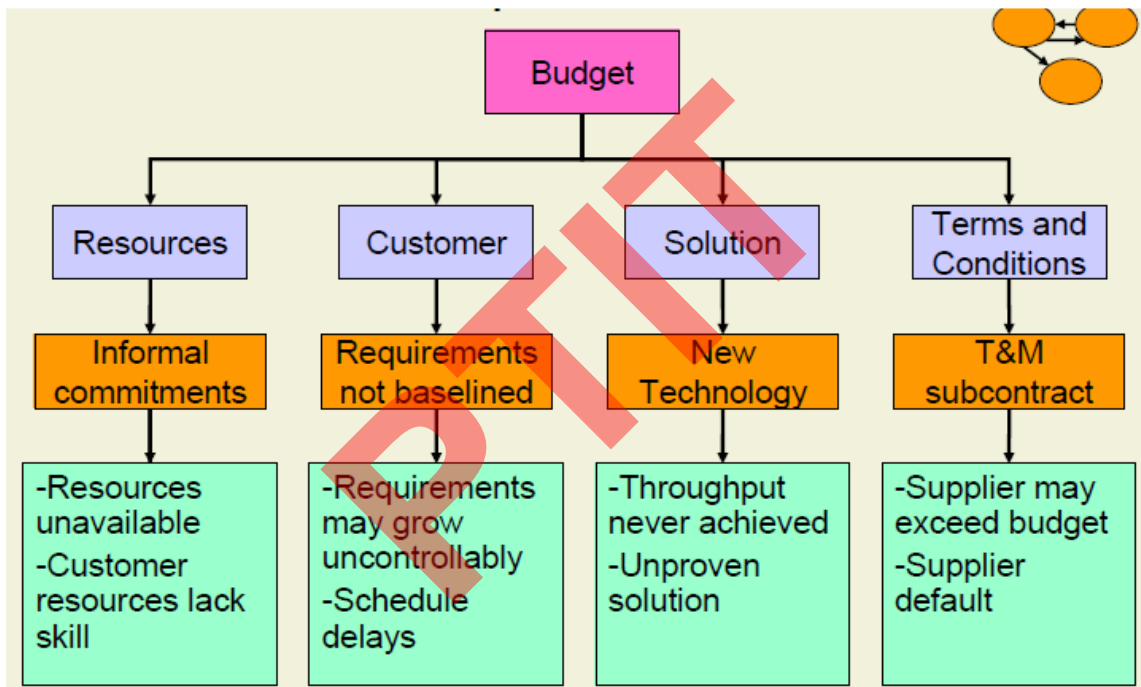 Budget
Resources
Customer
Solution
Terms and
Conditions
Informal
commitments
Requirements
not baselined
New
Technology
T&M
subcontract
-Resources
unavailable
-Customer
resources lack
skill
-Requirements
may grow
uncontrollably
-Schedule
delays
-Throughput
never achieved
-Unproven
solution
-Supplier may
exceed budget
-Supplier
default
PTIT